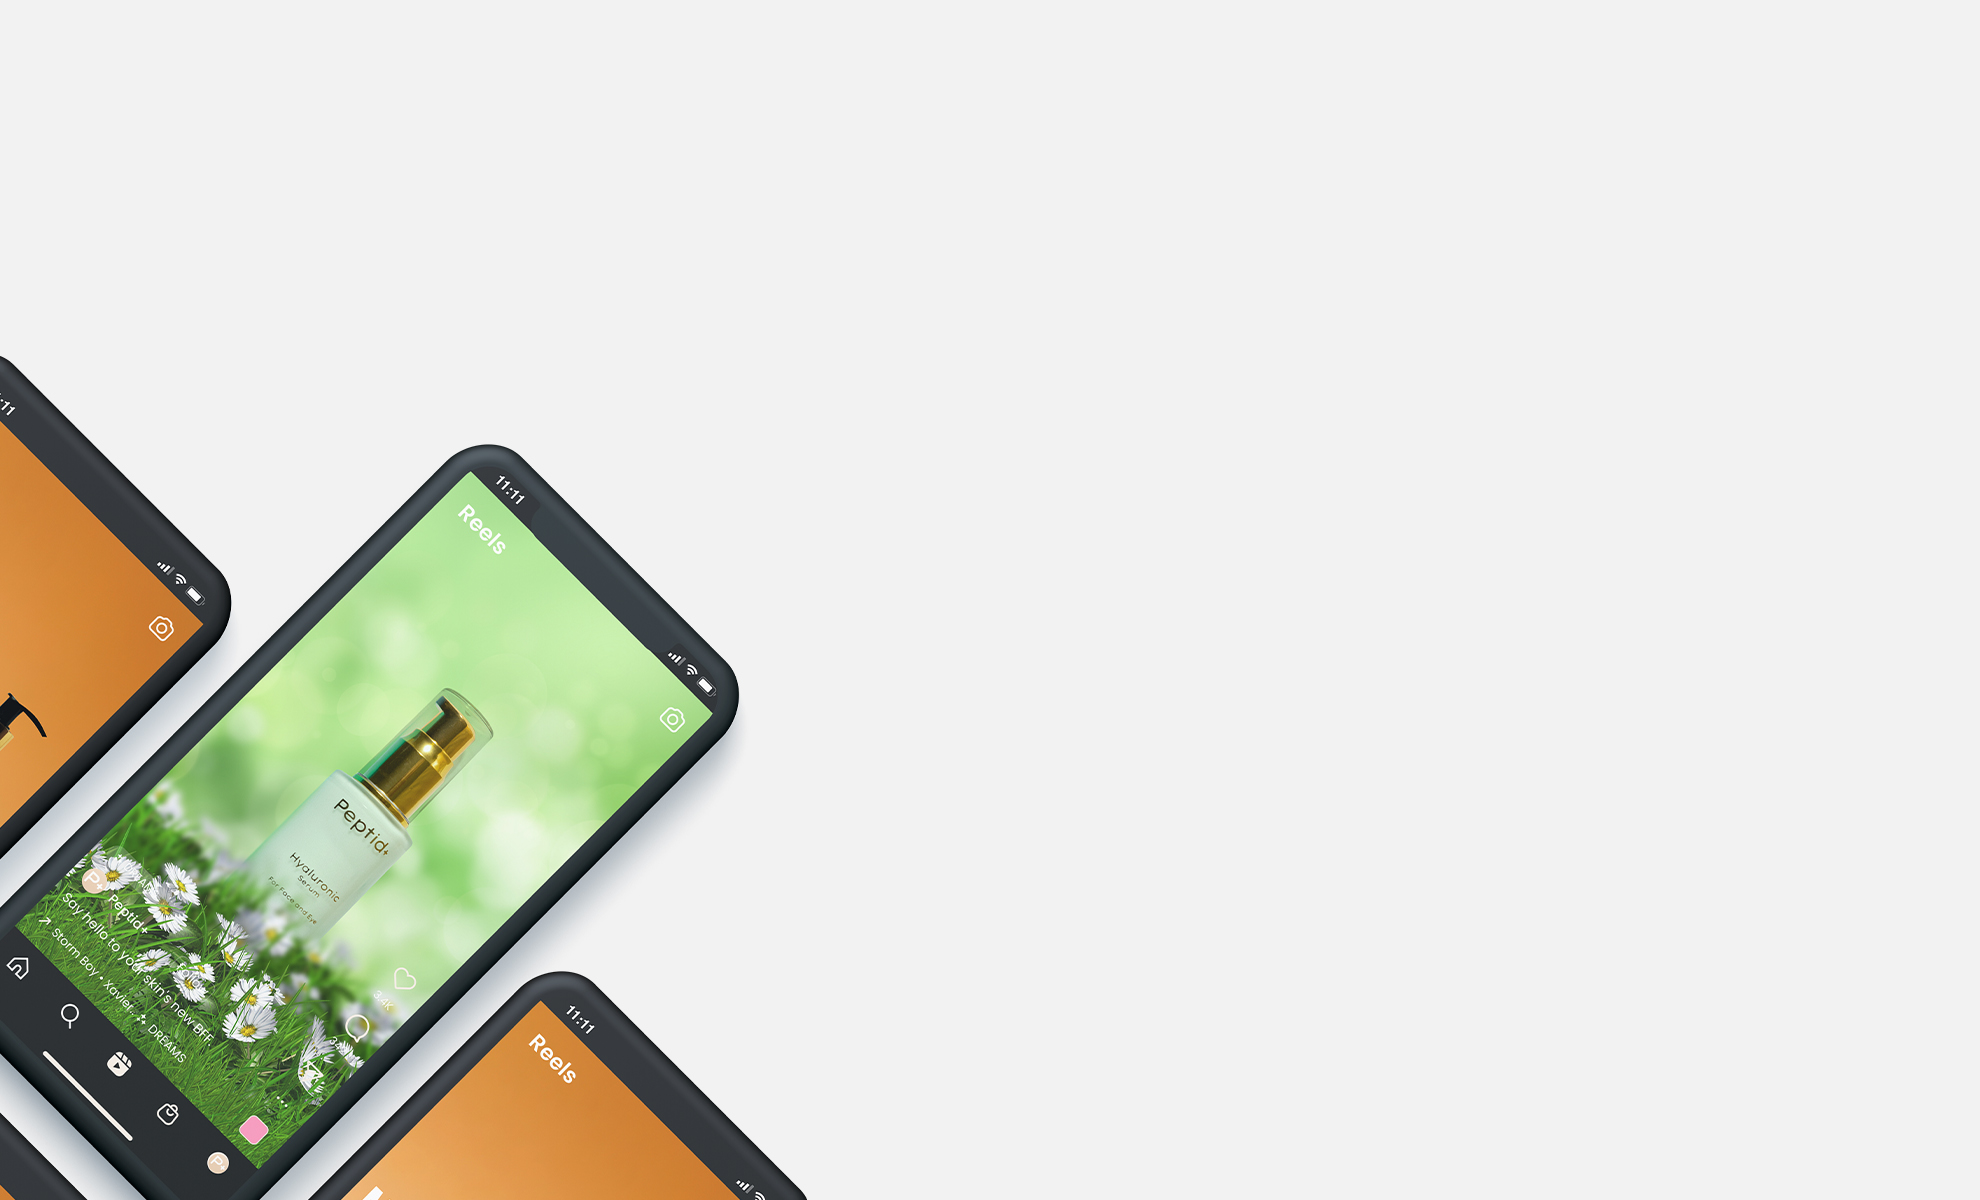 :11
11:11
Reels
Peptid+
Hyaluronic
Serum
For Face and Eye
3.4K
P+
Peptid+
Say hello to your skin's new BFF.
Storm Boy • Xavier.
DREAMS
P+
11:11
Reels